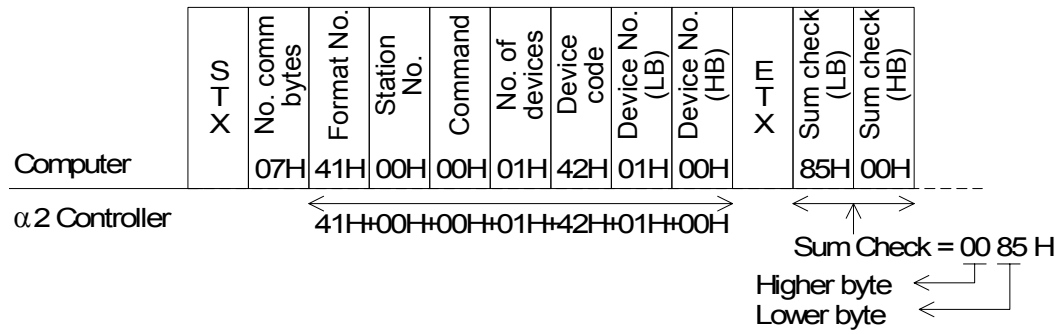 STX
No. comm bytes
Format No.
Station No.
Command
No. of devices
Device code
Device No. (LB)
Device No. (HB)
ETX
Sum check (LB)
Sum check (HB)
Computer 07H 41H 00H 00H 01H 42H 01H 00H 85H 00H
α2 Controller 41H+00H+00H+01H+42H+01H+00H
Sum Check = 00 85 H
Higher byte
Lower byte